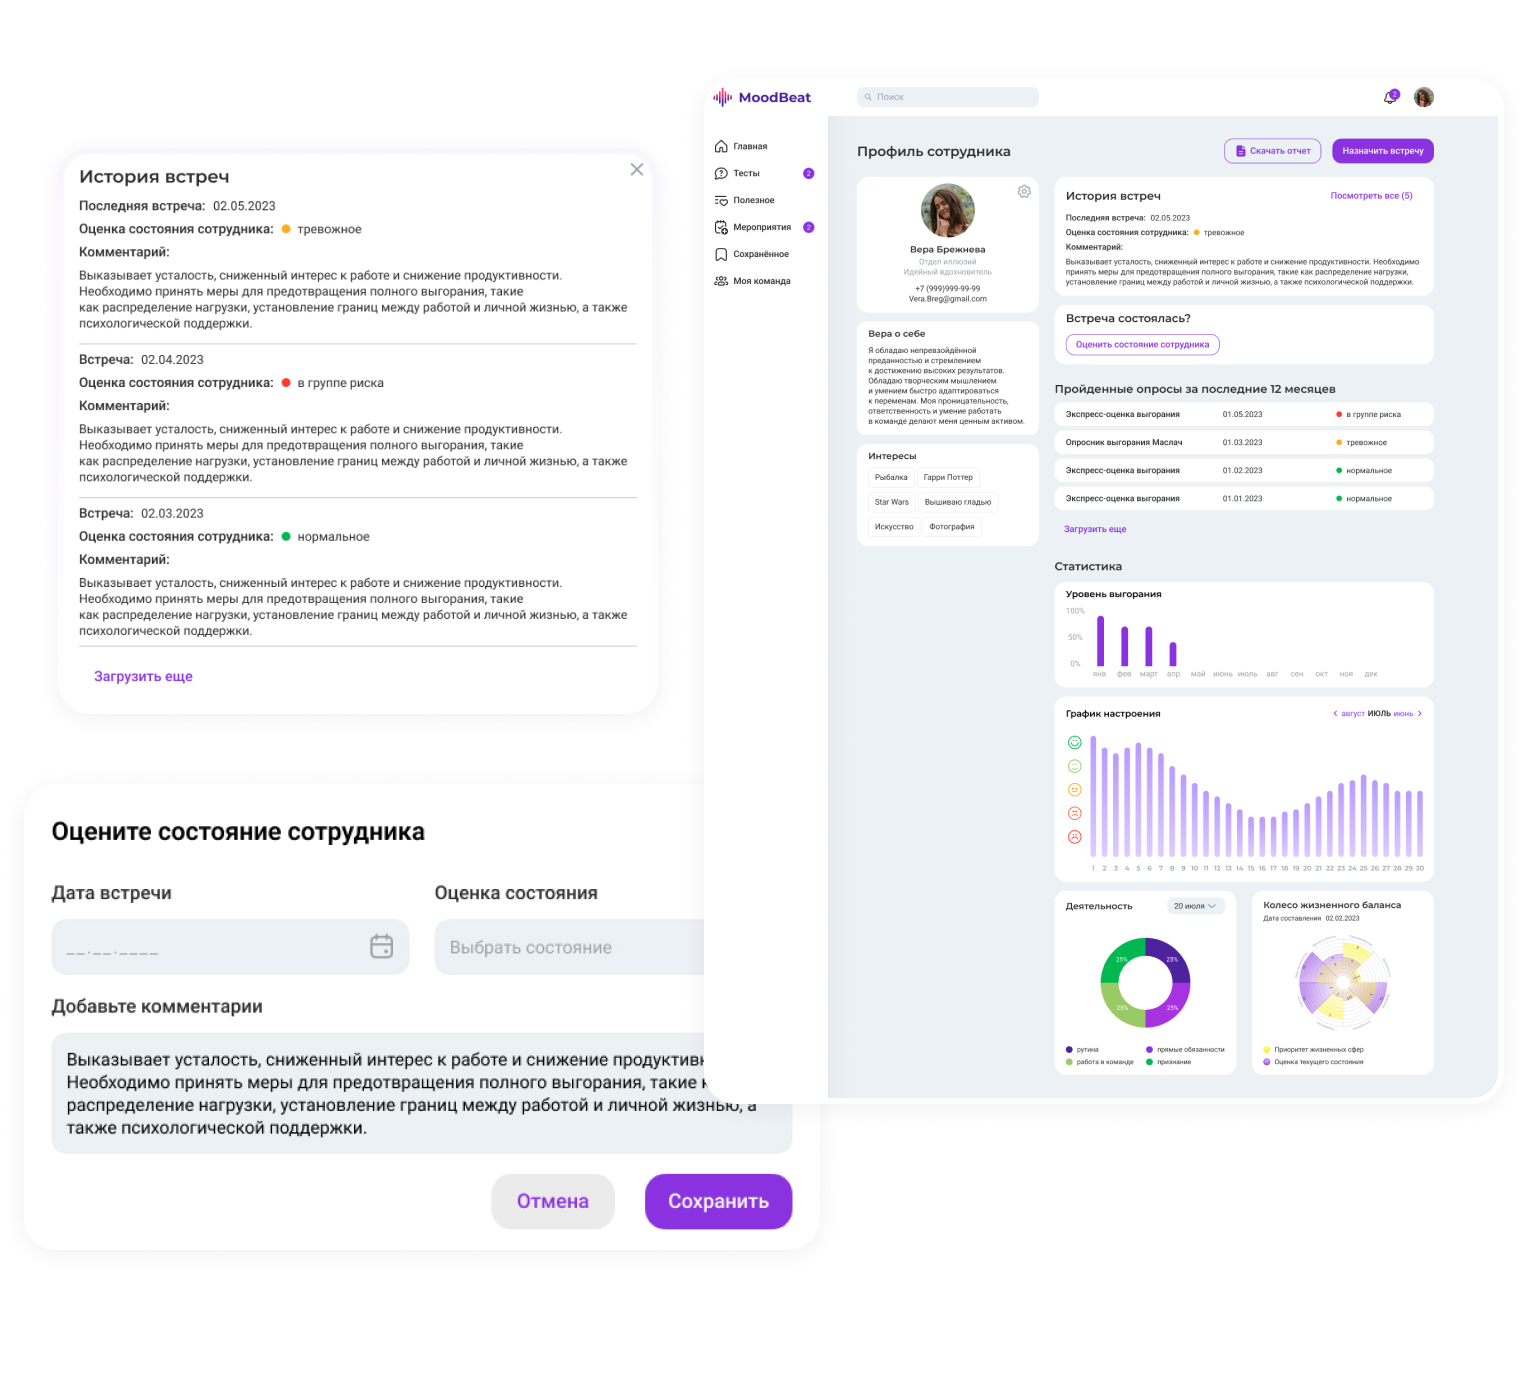 История встреч
Последняя встреча: 02.05.2023
Оценка состояния сотрудника: тревожное
Комментарий:
Выказывает усталость, сниженный интерес к работе и снижение продуктивности.
Необходимо принять меры для предотвращения полного выгорания, такие
как распределение нагрузки, установление границ между работой и личной жизнью, а также
психологической поддержки.
Встреча: 02.04.2023
Оценка состояния сотрудника: в группе риска
Комментарий:
Выказывает усталость, сниженный интерес к работе и снижение продуктивности.
Необходимо принять меры для предотвращения полного выгорания, такие
как распределение нагрузки, установление границ между работой и личной жизнью, а также
психологической поддержки.
Встреча: 02.03.2023
Оценка состояния сотрудника: нормальное
Комментарий:
Выказывает усталость, сниженный интерес к работе и снижение продуктивности.
Необходимо принять меры для предотвращения полного выгорания, такие
как распределение нагрузки, установление границ между работой и личной жизнью, а также
психологической поддержки.
Загрузить еще
Оцените состояние сотрудника
Дата встречи
Оценка состояния
__.__.____
Выбрать состояние
Добавьте комментарии
Выказывает усталость, сниженный интерес к работе и снижение
Необходимо принять меры для предотвращения полного выгорания, такие
распределение нагрузки, установление границ между работой и личной жизнью, а
также психологической поддержки.
Отмена
Сохранить
MoodBeat
Поиск
2
Главная
Тесты 2
Полезное
Мероприятия 2
Сохранённое
Моя команда
Профиль сотрудника
Скачать отчет
Назначить встречу
Вера Брежнева
Отдел иллюзий
Идейный вдохновитель
+7 (999)999-99-99
Vera.Breg@gmail.com
Вера о себе
Я обладаю непревзойдённой
преданностью и стремлением
к достижению высоких результатов.
Обладаю творческим мышлением
и умением быстро адаптироваться
к переменам. Моя проницательность,
ответственность и умение работать
в команде делают меня ценным активом.
Интересы
Рыбалка Гарри Поттер
Star Wars Вышиваю гладью
Искусство Фотография
История встреч
Посмотреть все (5)
Последняя встреча: 02.05.2023
Оценка состояния сотрудника: тревожное
Комментарий:
Выказывает усталость, сниженный интерес к работе и снижение продуктивности. Необходимо
принять меры для предотвращения полного выгорания, такие как распределение нагрузки,
установление границ между работой и личной жизнью, а также психологической поддержки.
Встреча состоялась?
Оценить состояние сотрудника
Пройденные опросы за последние 12 месяцев
Экспресс-оценка выгорания 01.05.2023 в группе риска
Опросник выгорания Маслач 01.03.2023 тревожное
Экспресс-оценка выгорания 01.02.2023 нормальное
Экспресс-оценка выгорания 01.01.2023 нормальное
Загрузить еще
Статистика
Уровень выгорания
100%
50%
0%
янв фев март апр май июнь июль авг сен окт ноя дек
График настроения
август ИЮЛЬ июнь
1 2 3 4 5 6 7 8 9 10 11 12 13 14 15 16 17 18 19 20 21 22 23 24 25 26 27 28 29 30
Деятельность
20 июля
25% 25%
25% 25%
рутина прямые обязанности
работа в команде признание
Колесо жизненного баланса
Дата составления 02.02.2023
Приоритет жизненных сфер
Оценка текущего состояния